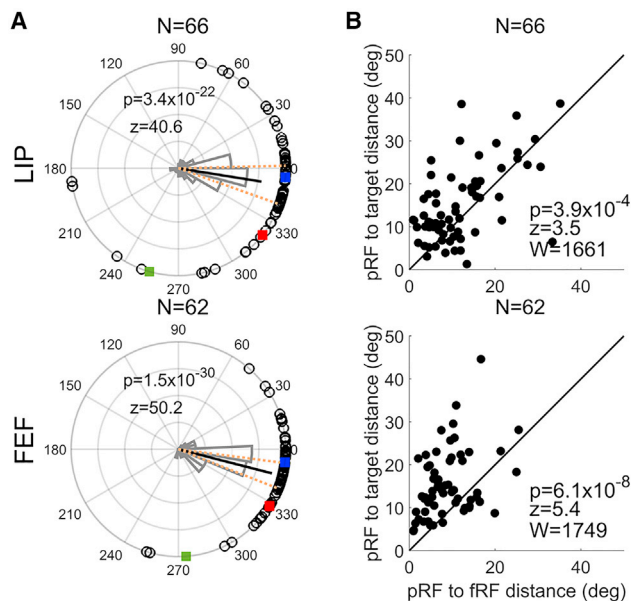 A
N=66
90
120
60
150
30
180
0
210
330
240
300
270
p=3.4x10-22
z=40.6
LIP
N=62
90
120
60
150
30
180
0
210
330
240
300
270
p=1.5x10-30
z=50.2
FEF
B
N=66
pRF to target distance (deg)
50
40
30
20
10
0
0
20
40
p=3.9x10-4
z=3.5
W=1661
N=62
pRF to target distance (deg)
50
40
30
20
10
0
0
20
40
p=6.1x10-8
z=5.4
W=1749
pRF to fRF distance (deg)